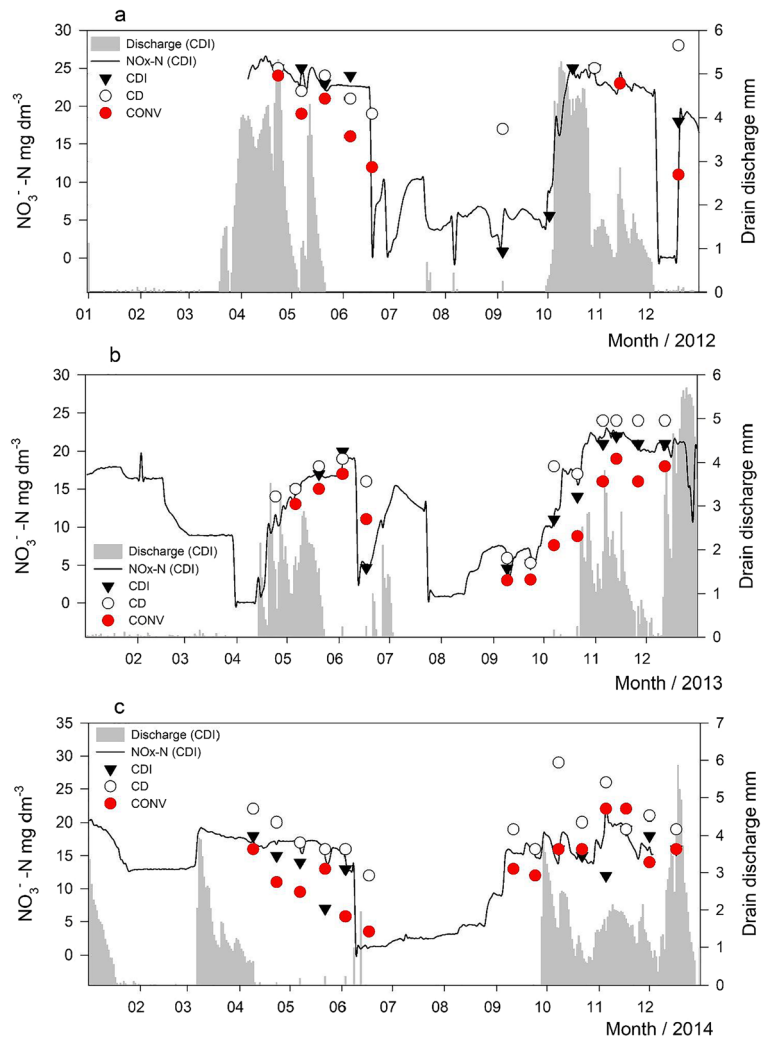 a
30
25
20
15
10
5
0
NO₃⁻ -N mg dm⁻³
Discharge (CDI)
NOx-N (CDI)
CDI
CD
CONV
6
5
4
3
2
1
0
Drain discharge mm
01 02 03 04 05 06 07 08 09 10 11 12
Month / 2012
b
30
25
20
15
10
5
0
NO₃⁻ -N mg dm⁻³
Discharge (CDI)
NOx-N (CDI)
CDI
CD
CONV
6
5
4
3
2
1
0
Drain discharge mm
02 03 04 05 06 07 08 09 10 11 12
Month / 2013
c
35
30
25
20
15
10
5
0
NO₃⁻ -N mg dm⁻³
Discharge (CDI)
NOx-N (CDI)
CDI
CD
CONV
7
6
5
4
3
2
1
0
Drain discharge mm
02 03 04 05 06 07 08 09 10 11 12
Month / 2014